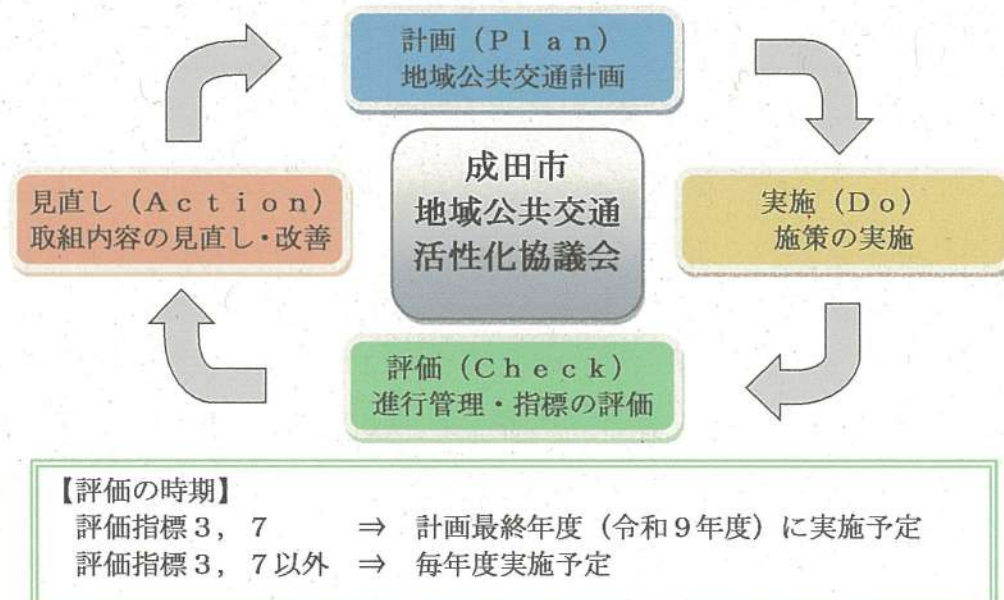 計画（Ｐｌａｎ）
地域公共交通計画
成田市
地域公共交通
活性化協議会
見直し（Ａｃｔｉｏｎ）
取組内容の見直し・改善
実施（Ｄｏ）
施策の実施
評価（Ｃｈｅｃｋ）
進行管理・指標の評価
【評価の時期】
評価指標３，７　　　⇒　計画最終年度（令和９年度）に実施予定
評価指標３，７以外　⇒　毎年度実施予定